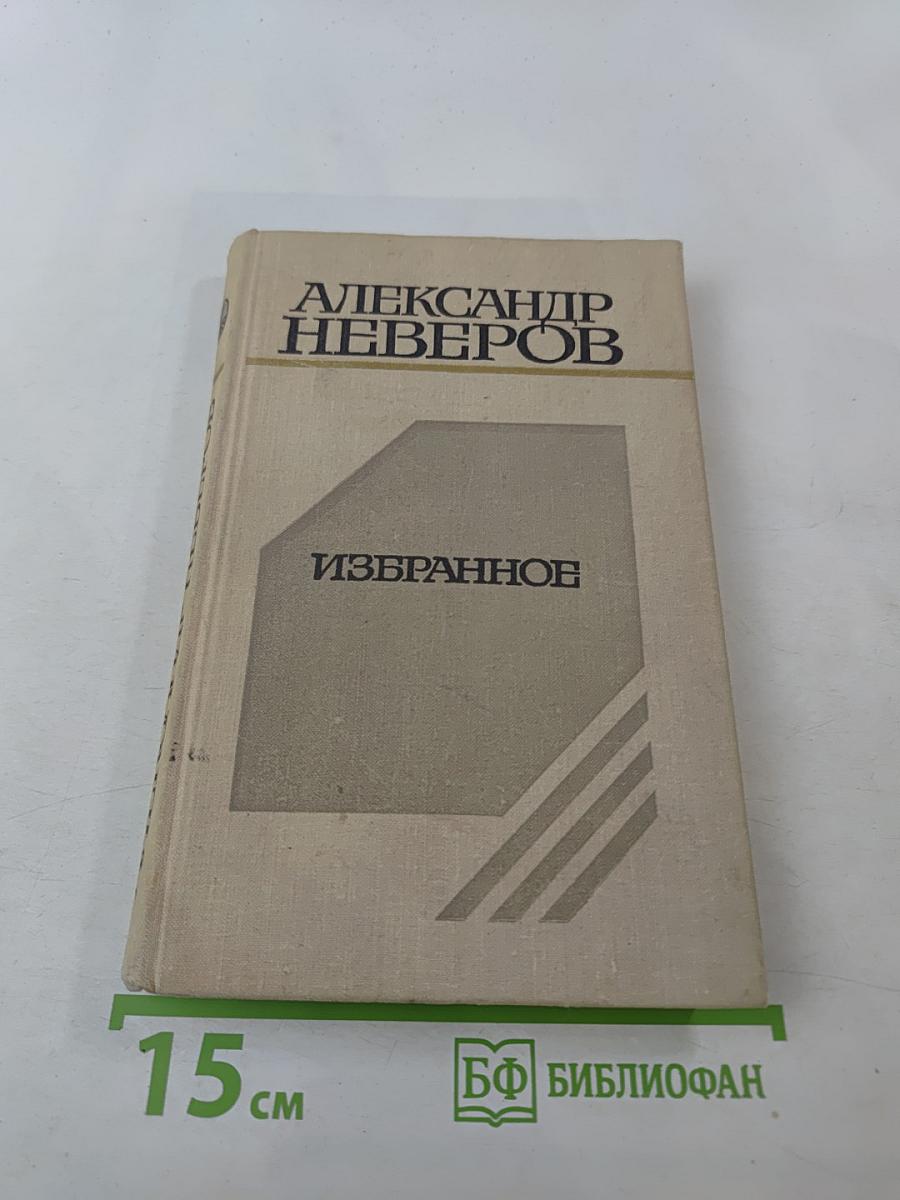 АЛЕКСАНДР
НЕВЕРОВ
ИЗБРАННОЕ
15 см
БФ БИБЛИОФАН